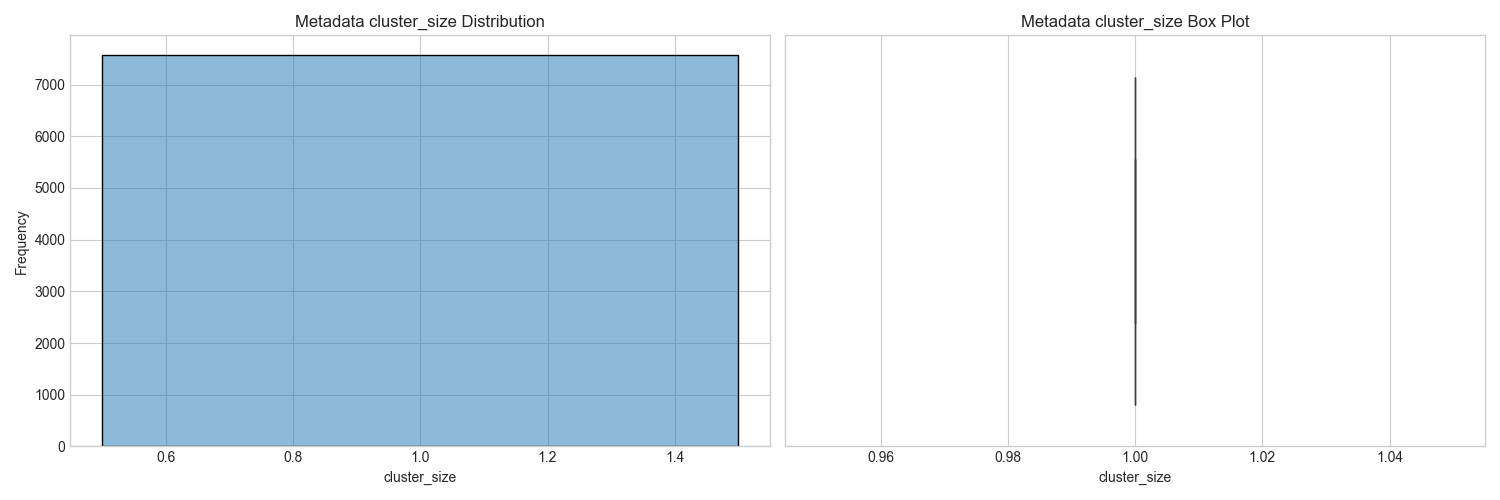 Metadata cluster_size Distribution
Frequency
7000
6000
5000
4000
3000
2000
1000
0
0.6 0.8 1.0 1.2 1.4
cluster_size
Metadata cluster_size Box Plot
0.96 0.98 1.00 1.02 1.04
cluster_size